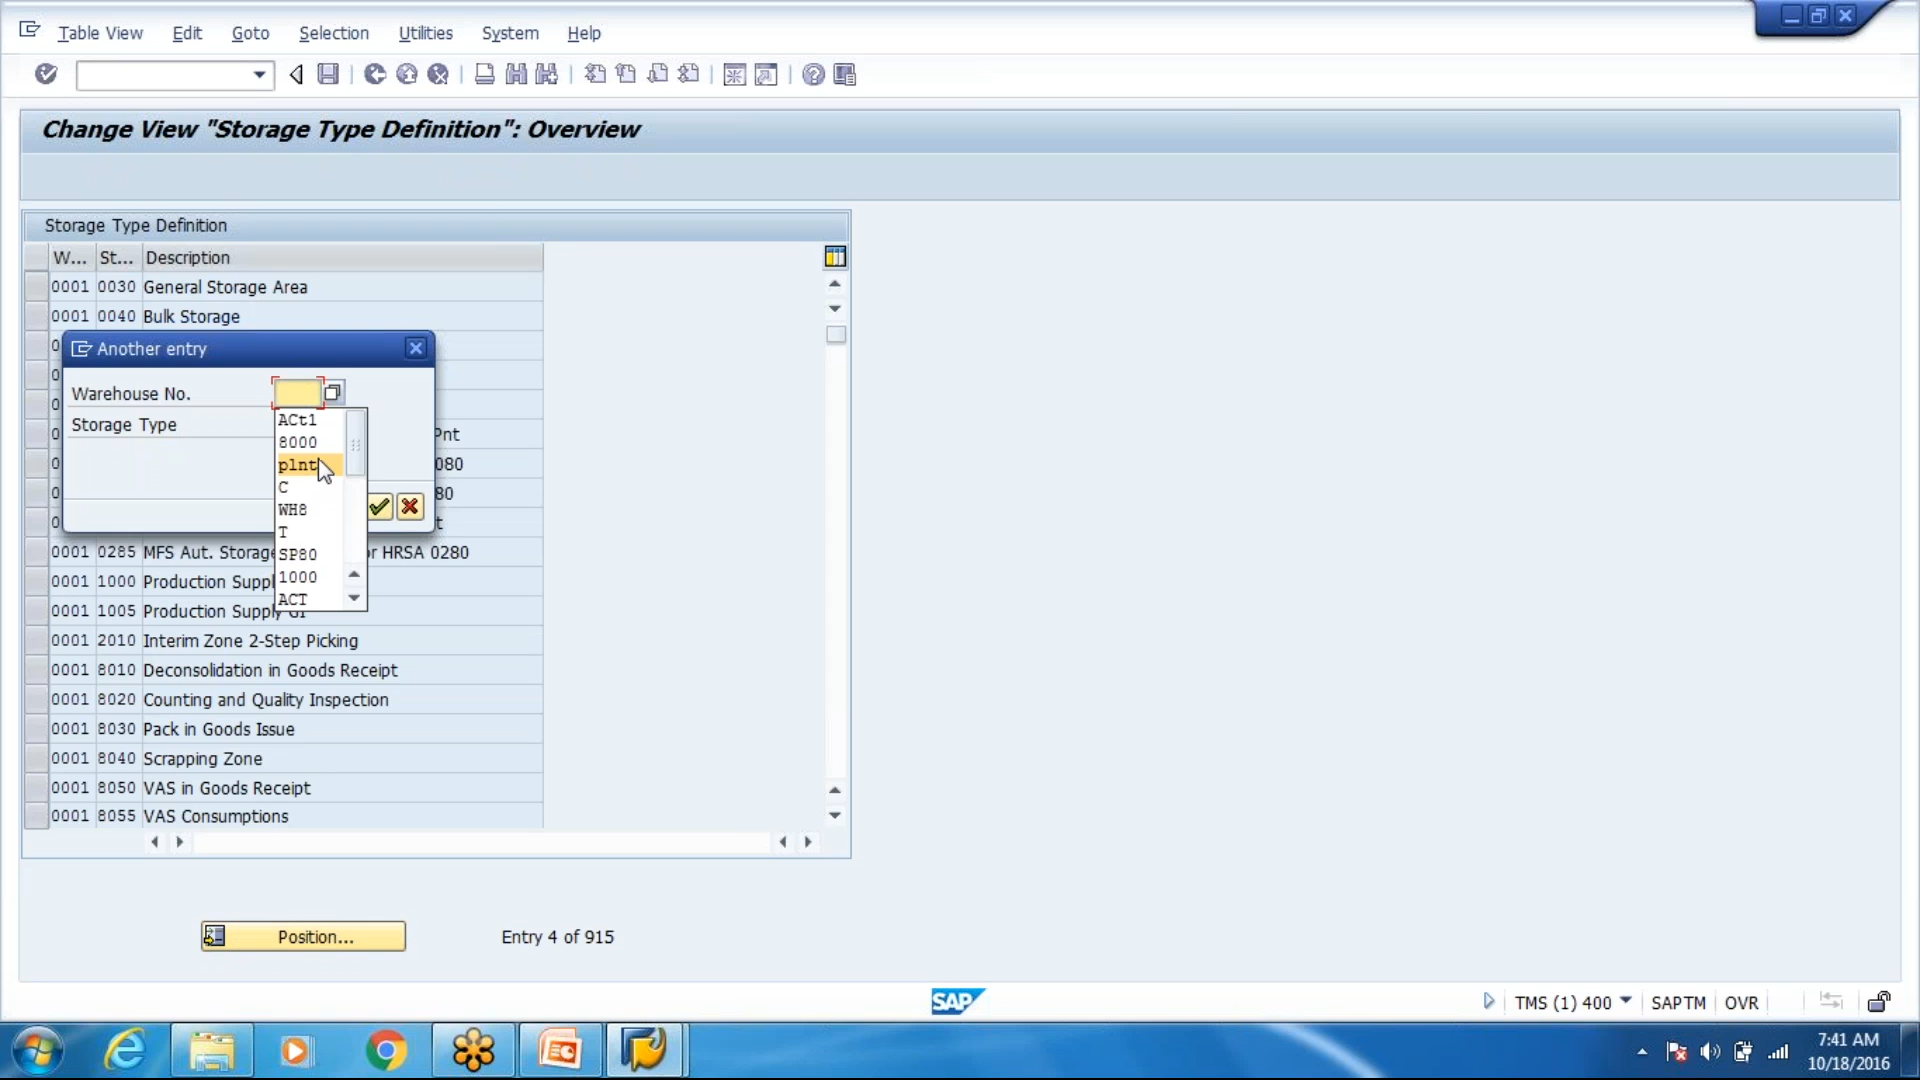 Table View Edit Goto Selection Utilities System Help
Change View "Storage Type Definition": Overview
Storage Type Definition
W... St... Description
0001 0030 General Storage Area
0001 0040 Bulk Storage
Another entry
Warehouse No.
Storage Type
ACt1
8000
plnt
C
WH8
T
SP80
1000
ACT
Pnt
080
80
t
0001 0285 MFS Aut. Storage or HRSA 0280
0001 1000 Production Suppl
0001 1005 Production Supply GI
0001 2010 Interim Zone 2-Step Picking
0001 8010 Deconsolidation in Goods Receipt
0001 8020 Counting and Quality Inspection
0001 8030 Pack in Goods Issue
0001 8040 Scrapping Zone
0001 8050 VAS in Goods Receipt
0001 8055 VAS Consumptions
Position... Entry 4 of 915
SAP
TMS (1) 400 SAPTM OVR
7:41 AM
10/18/2016